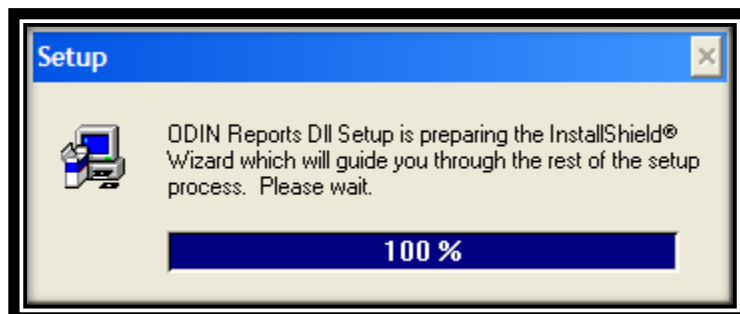 Setup
ODIN Reports Dll Setup is preparing the InstallShield®
Wizard which will guide you through the rest of the setup
process.  Please wait.
100 %